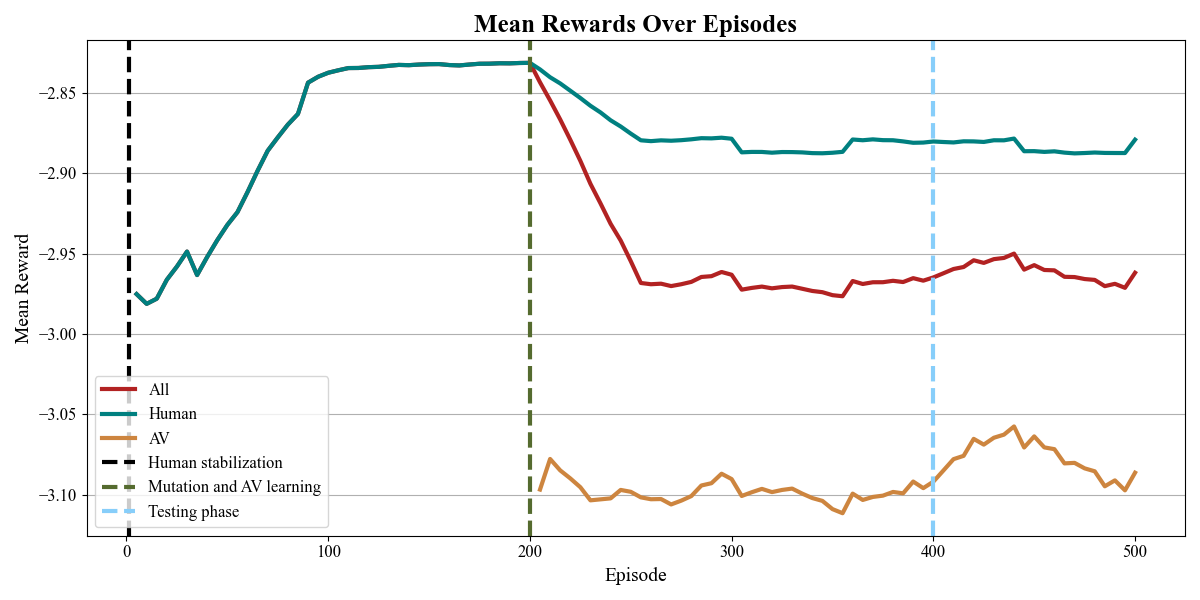 Mean Rewards Over Episodes
Mean Reward
−2.85
−2.90
−2.95
−3.00
−3.05
−3.10
All
Human
AV
Human stabilization
Mutation and AV learning
Testing phase
0
100
200
300
400
500
Episode